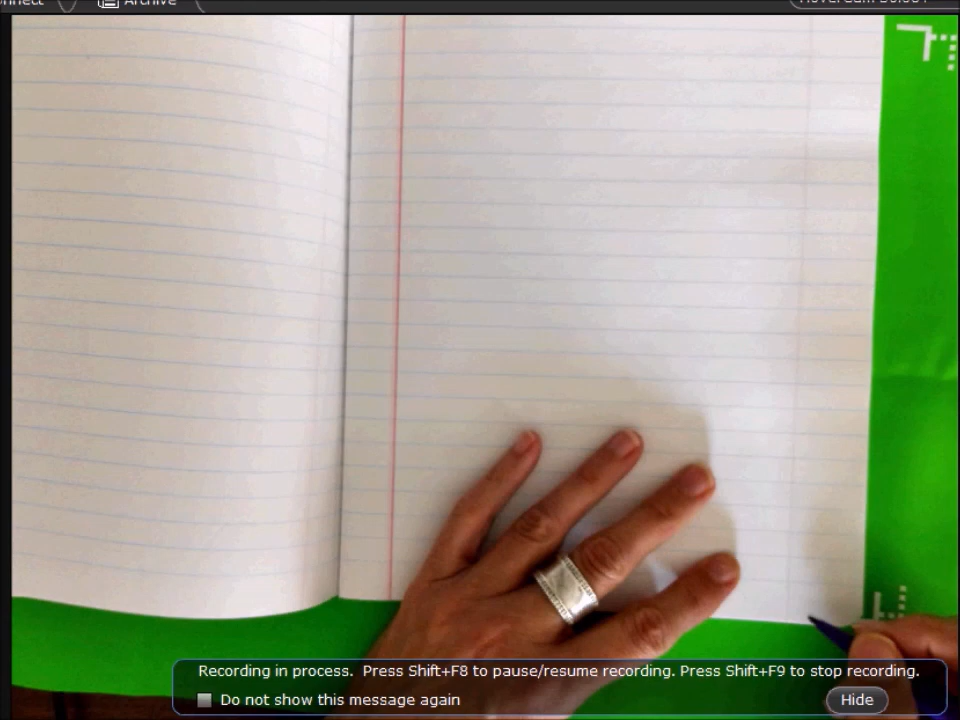 Archive
Recording in process. Press Shift+F8 to pause/resume recording. Press Shift+F9 to stop recording.
Do not show this message again
Hide